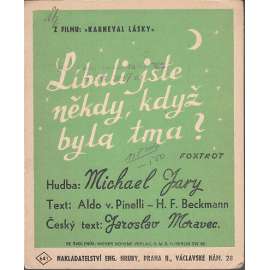 Z FILMU: »KARNEVAL LÁSKY«
Líbali jste
někdy, když
byla tma?
FOXTROT
Hudba: Michael Jary
Text: Aldo v. Pinelli — H. F. Beckmann
Český text: Jaroslav Moravec.
NAKLADATELSTVÍ ENG. HRUBY, PRAHA II., VÁCLAVSKÉ NÁM. 28